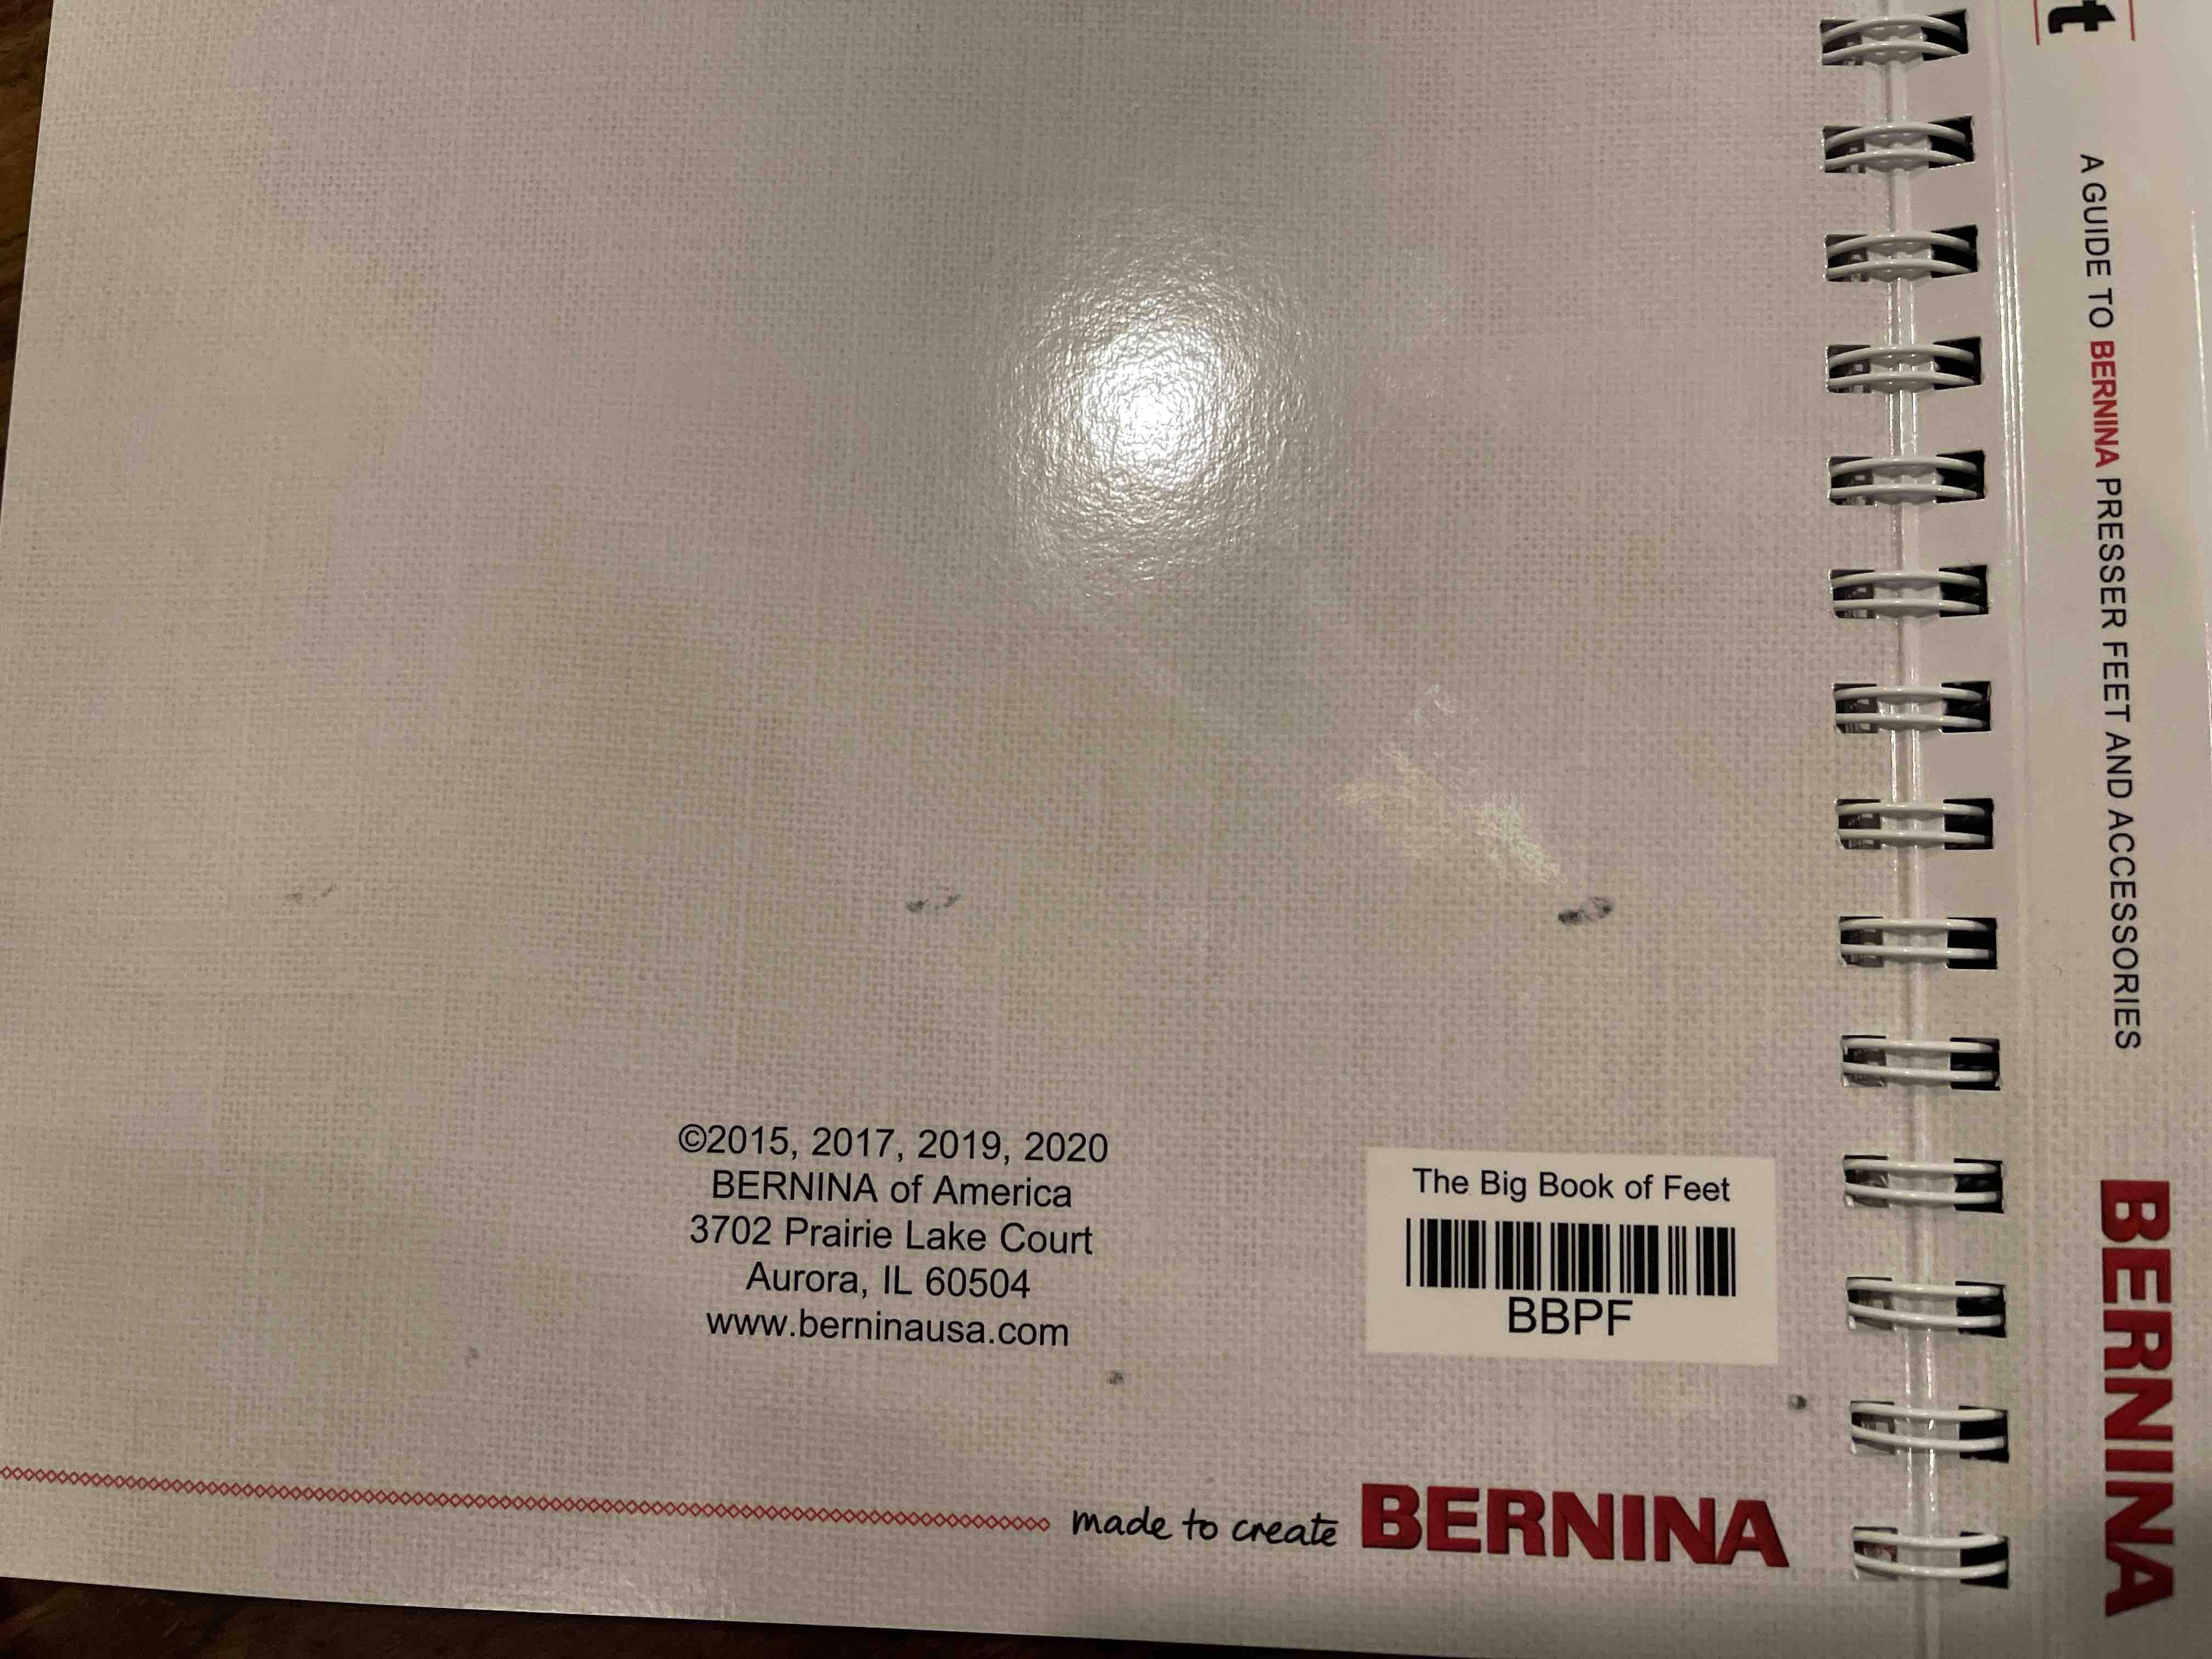 ©2015, 2017, 2019, 2020
BERNINA of America
3702 Prairie Lake Court
Aurora, IL 60504
www.berninausa.com
The Big Book of Feet
BBPF
made to create BERNINA
t
A GUIDE TO BERNINA PRESSER FEET AND ACCESSORIES
BERNINA